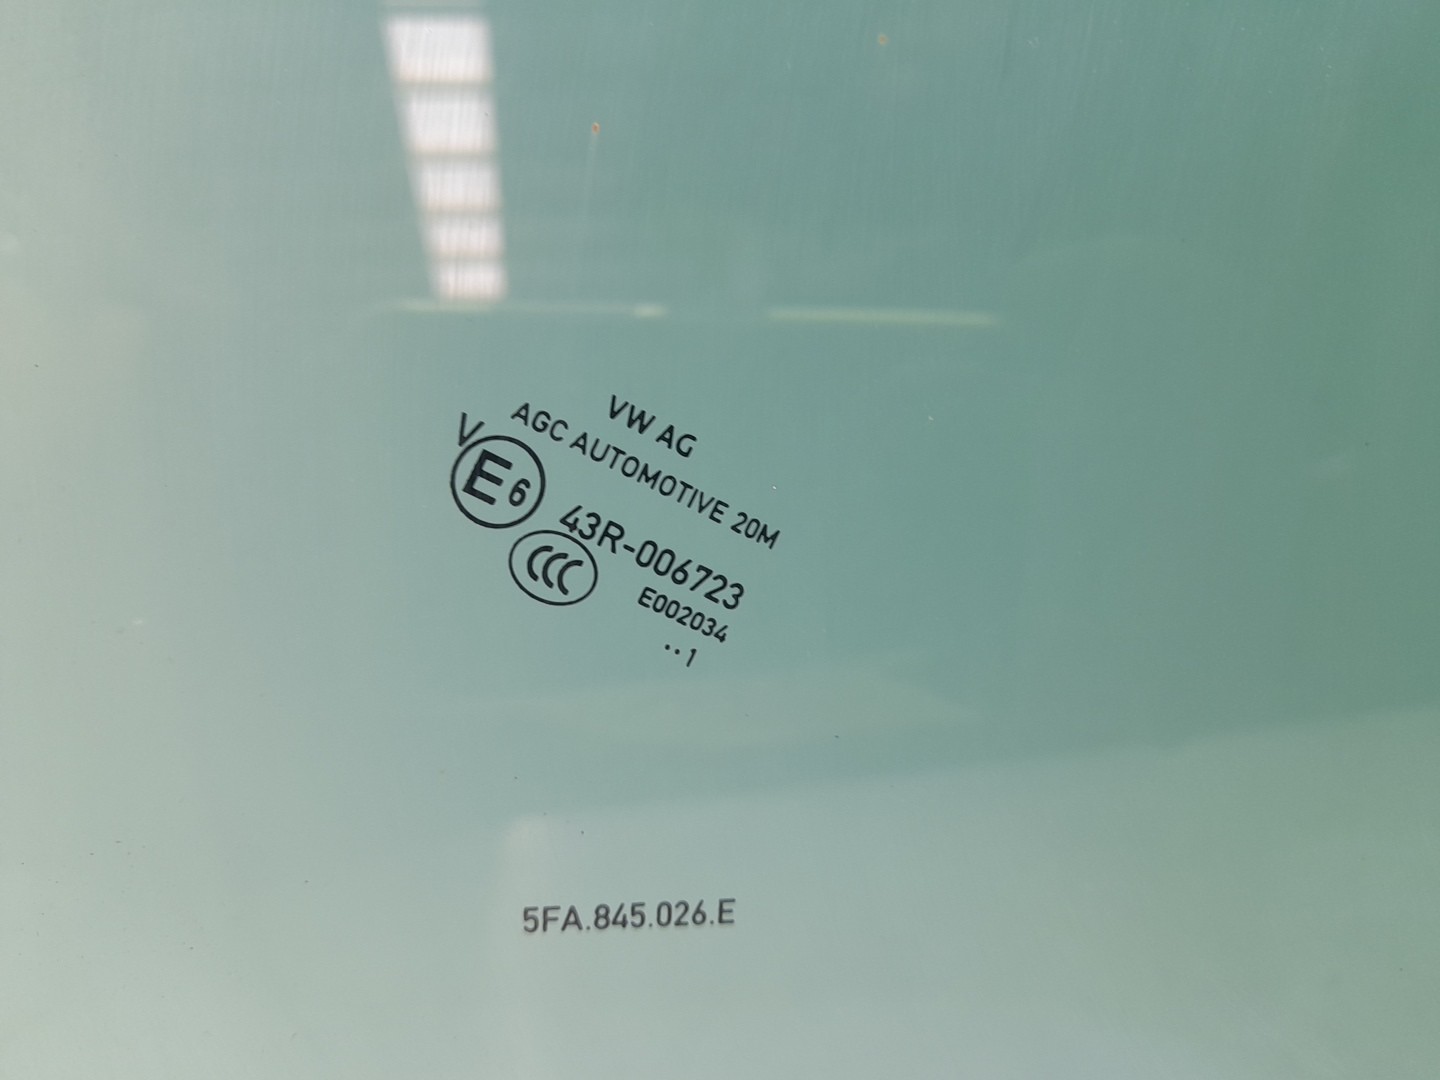 VW AG
AGC AUTOMOTIVE 20M
V
E6
43R-006723
CCC
E002034
··1
5FA.845.026.E